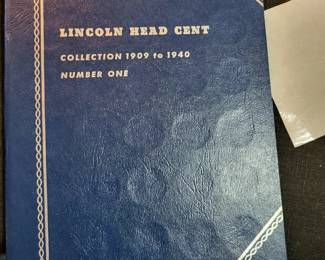 LINCOLN HEAD CENT
COLLECTION 1909 to 1940
NUMBER ONE